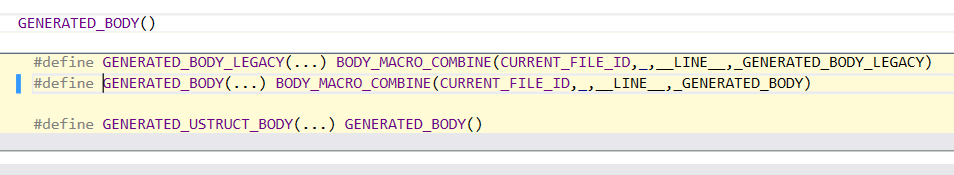 GENERATED_BODY()
#define GENERATED_BODY_LEGACY(...) BODY_MACRO_COMBINE(CURRENT_FILE_ID,_,__LINE__,_GENERATED_BODY_LEGACY)
#define GENERATED_BODY(...) BODY_MACRO_COMBINE(CURRENT_FILE_ID,_,__LINE__,_GENERATED_BODY)
#define GENERATED_USTRUCT_BODY(...) GENERATED_BODY()